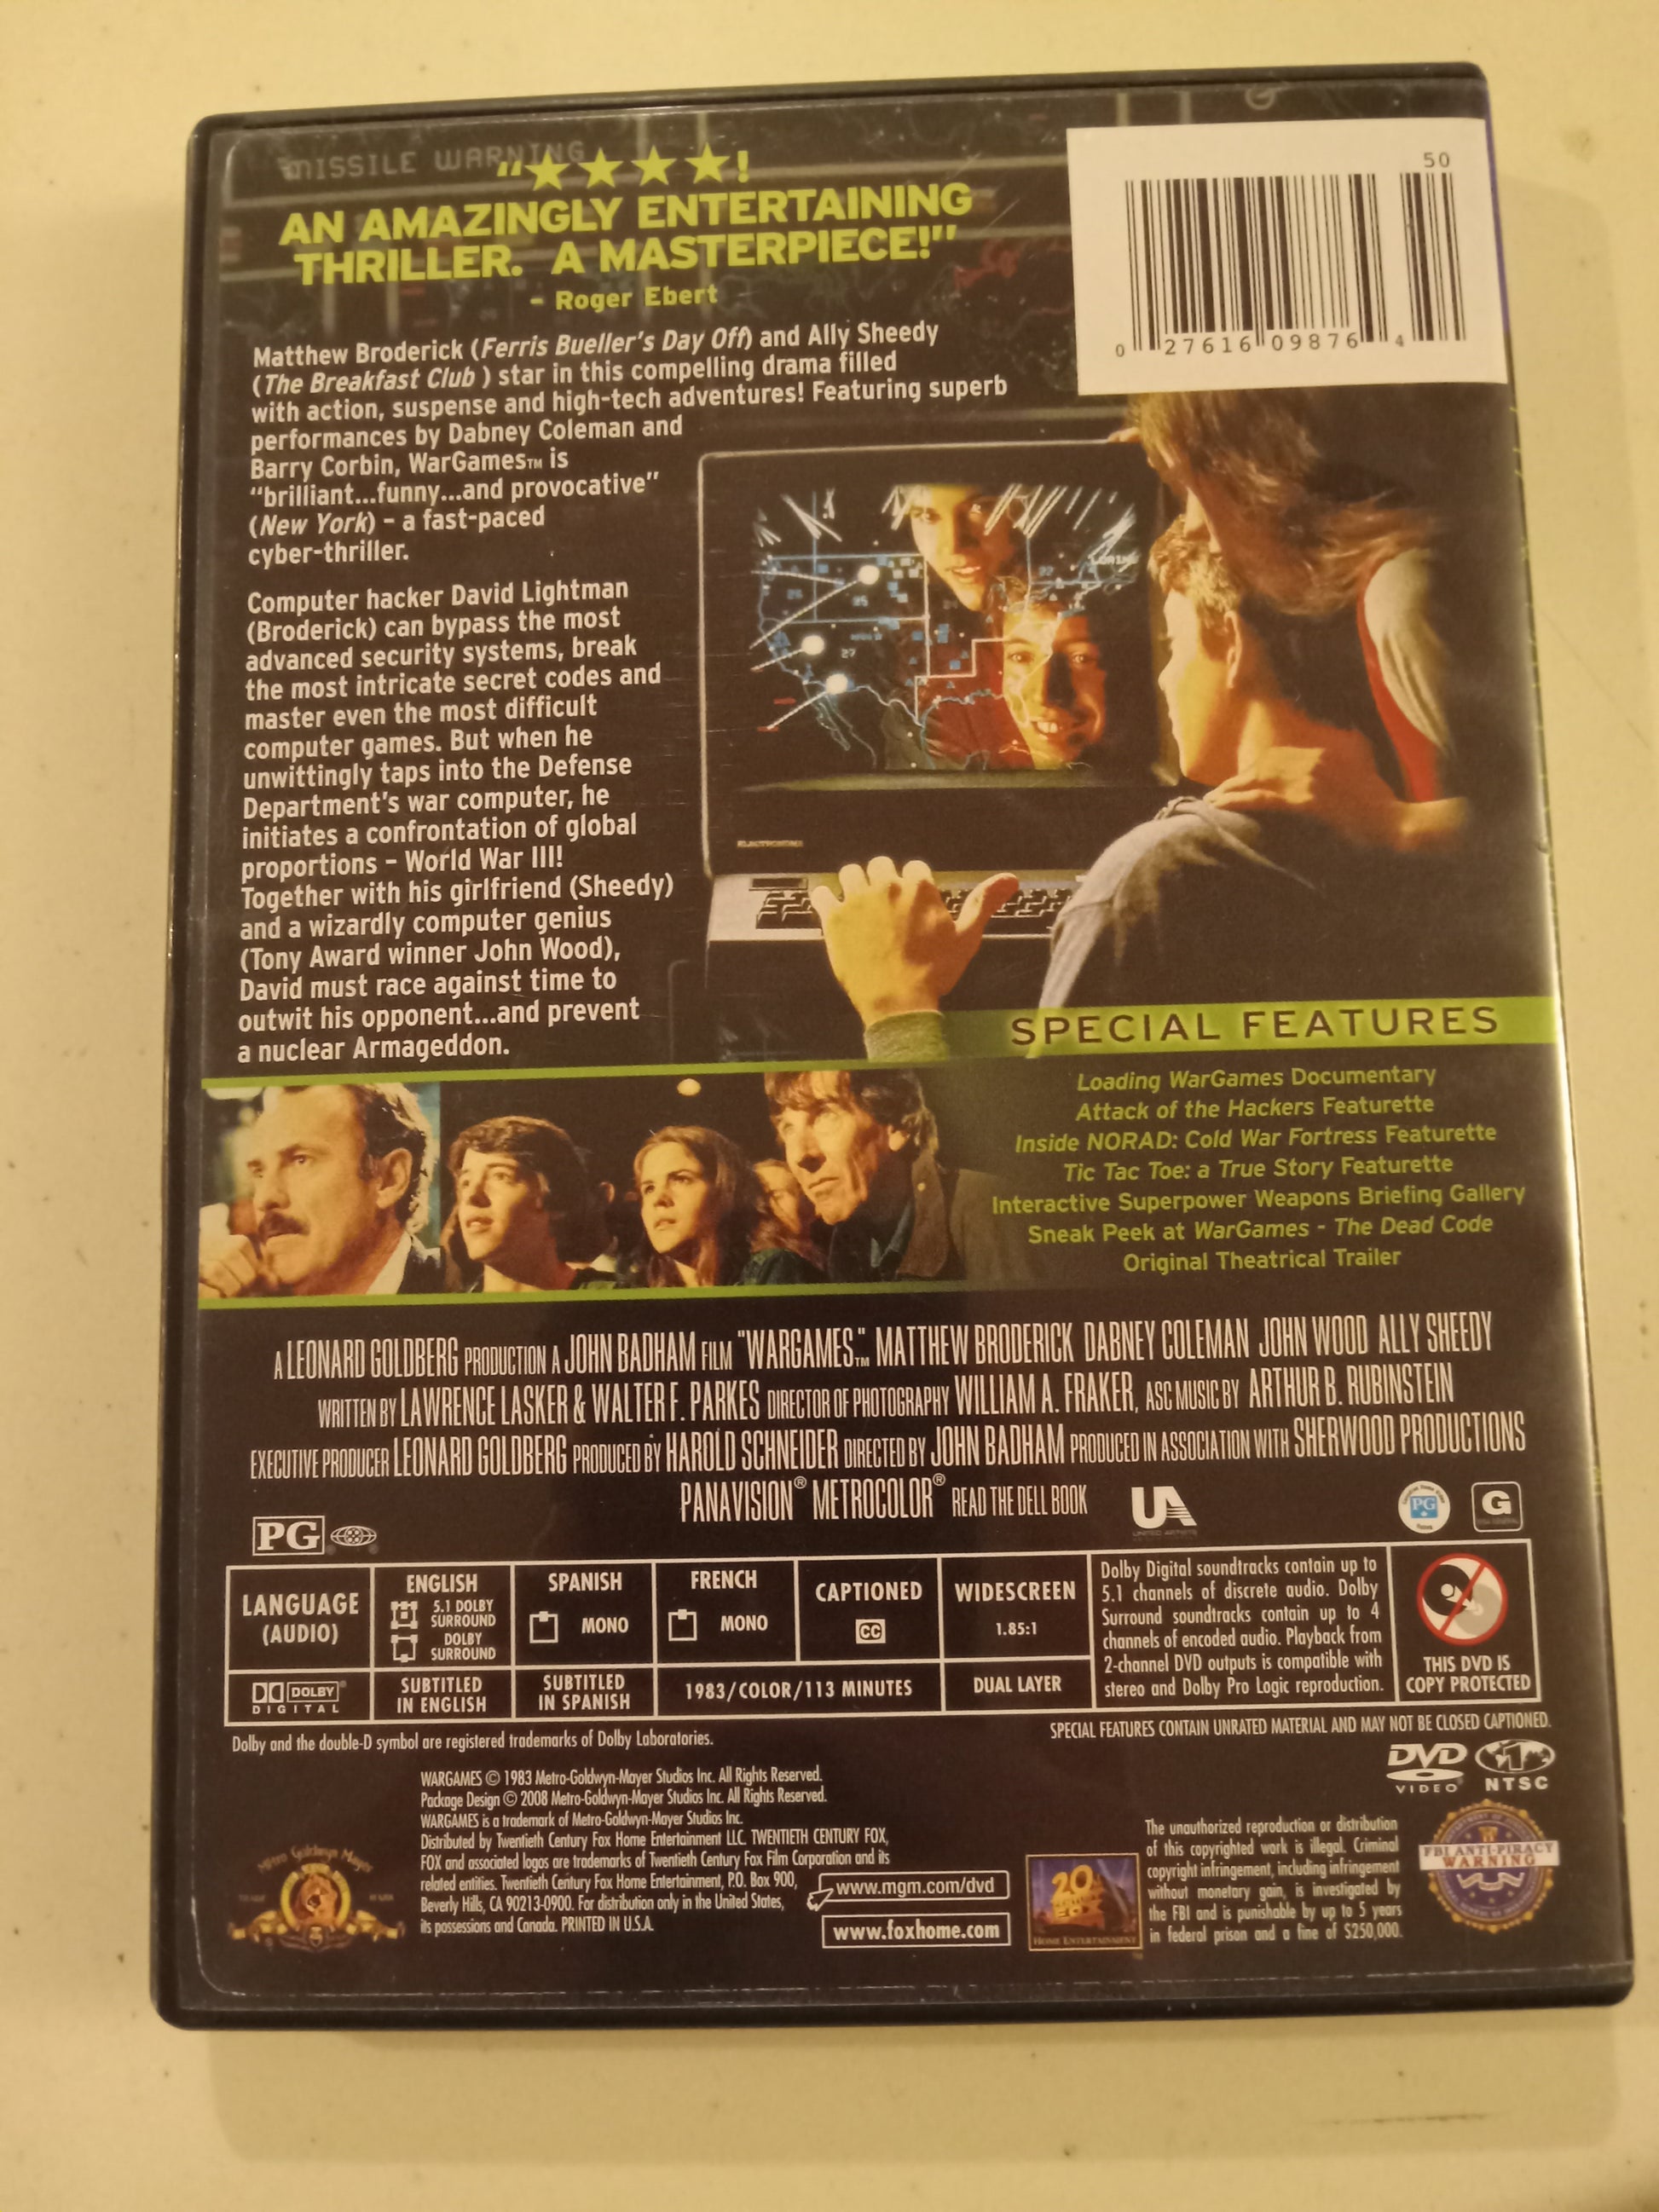 MISSILE WARNING
"★★★★!
AN AMAZINGLY ENTERTAINING
THRILLER. A MASTERPIECE!"
- Roger Ebert
50
0 27616 09876 4
Matthew Broderick (Ferris Bueller's Day Off) and Ally Sheedy
(The Breakfast Club ) star in this compelling drama filled
with action, suspense and high-tech adventures! Featuring superb
performances by Dabney Coleman and
Barry Corbin, WarGames™ is
"brilliant...funny...and provocative"
(New York) – a fast-paced
cyber-thriller.
Computer hacker David Lightman
(Broderick) can bypass the most
advanced security systems, break
the most intricate secret codes and
master even the most difficult
computer games. But when he
unwittingly taps into the Defense
Department's war computer, he
initiates a confrontation of global
proportions – World War III!
Together with his girlfriend (Sheedy)
and a wizardly computer genius
(Tony Award winner John Wood),
David must race against time to
outwit his opponent...and prevent
a nuclear Armageddon.
25
27
SPECIAL FEATURES
Loading WarGames Documentary
Attack of the Hackers Featurette
Inside NORAD: Cold War Fortress Featurette
Tic Tac Toe: a True Story Featurette
Interactive Superpower Weapons Briefing Gallery
Sneak Peek at WarGames - The Dead Code
Original Theatrical Trailer
A LEONARD GOLDBERG PRODUCTION A JOHN BADHAM FILM "WARGAMES™" MATTHEW BRODERICK DABNEY COLEMAN JOHN WOOD ALLY SHEEDY
WRITTEN BY LAWRENCE LASKER & WALTER F. PARKES DIRECTOR OF PHOTOGRAPHY WILLIAM A. FRAKER, ASC MUSIC BY ARTHUR B. RUBINSTEIN
EXECUTIVE PRODUCER LEONARD GOLDBERG PRODUCED BY HAROLD SCHNEIDER DIRECTED BY JOHN BADHAM PRODUCED IN ASSOCIATION WITH SHERWOOD PRODUCTIONS
PANAVISION® METROCOLOR® READ THE DELL BOOK
UA
UNITED ARTISTS
PG
G
PG
LANGUAGE
(AUDIO)
ENGLISH
5.1 DOLBY
SURROUND
DOLBY
SURROUND
SPANISH
MONO
FRENCH
MONO
CAPTIONED
CC
WIDESCREEN
1.85:1
DOLBY
DIGITAL
SUBTITLED
IN ENGLISH
SUBTITLED
IN SPANISH
1983/COLOR/113 MINUTES
DUAL LAYER
Dolby Digital soundtracks contain up to
5.1 channels of discrete audio. Dolby
Surround soundtracks contain up to 4
channels of encoded audio. Playback from
2-channel DVD outputs is compatible with
stereo and Dolby Pro Logic reproduction.
THIS DVD IS
COPY PROTECTED
Dolby and the double-D symbol are registered trademarks of Dolby Laboratories.
SPECIAL FEATURES CONTAIN UNRATED MATERIAL AND MAY NOT BE CLOSED CAPTIONED.
DVD
VIDEO
1
NTSC
WARGAMES © 1983 Metro-Goldwyn-Mayer Studios Inc. All Rights Reserved.
Package Design © 2008 Metro-Goldwyn-Mayer Studios Inc. All Rights Reserved.
WARGAMES is a trademark of Metro-Goldwyn-Mayer Studios Inc.
Distributed by Twentieth Century Fox Home Entertainment LLC. TWENTIETH CENTURY FOX,
FOX and associated logos are trademarks of Twentieth Century Fox Film Corporation and its
related entities. Twentieth Century Fox Home Entertainment, P.O. Box 900,
Beverly Hills, CA 90213-0900. For distribution only in the United States,
its possessions and Canada. PRINTED IN U.S.A.
Metro Goldwyn Mayer
TRADE MARK
www.mgm.com/dvd
www.foxhome.com
20th
CENTURY
FOX
HOME ENTERTAINMENT
The unauthorized reproduction or distribution
of this copyrighted work is illegal. Criminal
copyright infringement, including infringement
without monetary gain, is investigated by
the FBI and is punishable by up to 5 years
in federal prison and a fine of $250,000.
FBI ANTI-PIRACY
WARNING